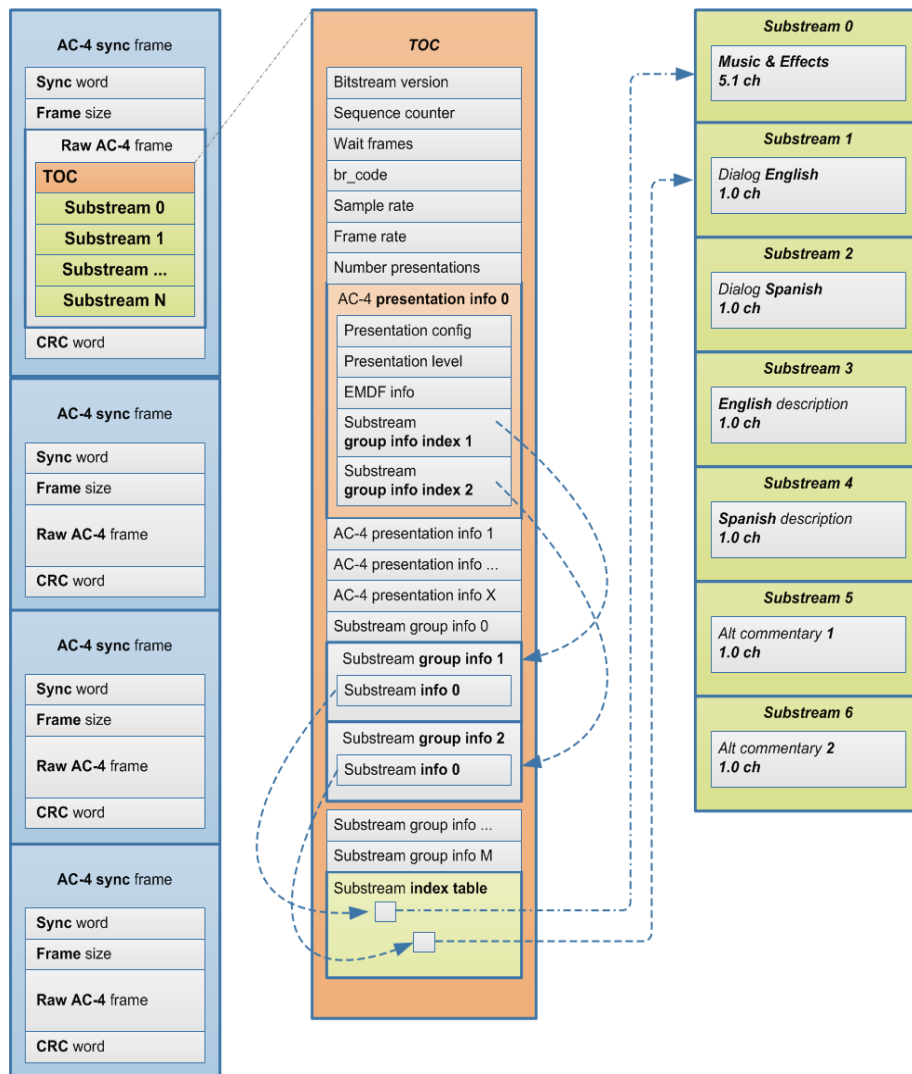 AC-4 sync frame
Sync word
Frame size
Raw AC-4 frame
TOC
Substream 0
Substream 1
Substream ...
Substream N
CRC word
AC-4 sync frame
Sync word
Frame size
Raw AC-4 frame
CRC word
AC-4 sync frame
Sync word
Frame size
Raw AC-4 frame
CRC word
AC-4 sync frame
Sync word
Frame size
Raw AC-4 frame
CRC word
TOC
Bitstream version
Sequence counter
Wait frames
br_code
Sample rate
Frame rate
Number presentations
AC-4 presentation info 0
Presentation config
Presentation level
EMDF info
Substream
group info index 1
Substream
group info index 2
AC-4 presentation info 1
AC-4 presentation info ...
AC-4 presentation info X
Substream group info 0
Substream group info 1
Substream info 0
Substream group info 2
Substream info 0
Substream group info ...
Substream group info M
Substream index table
Substream 0
Music & Effects
5.1 ch
Substream 1
Dialog English
1.0 ch
Substream 2
Dialog Spanish
1.0 ch
Substream 3
English description
1.0 ch
Substream 4
Spanish description
1.0 ch
Substream 5
Alt commentary 1
1.0 ch
Substream 6
Alt commentary 2
1.0 ch